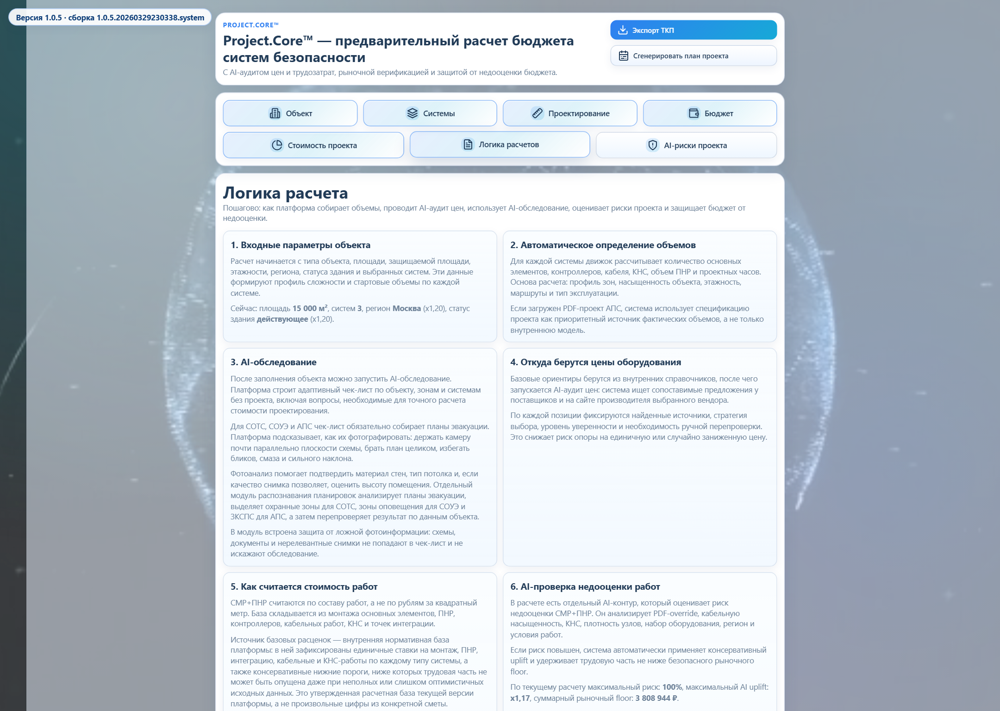 Версия 1.0.5 · сборка 1.0.5.20260329230338.system
PROJECT.CORE™
Project.Core™ — предварительный расчет бюджета
систем безопасности
С AI-аудитом цен и трудозатрат, рыночной верификацией и защитой от недооценки бюджета.
Экспорт ТКП
Сгенерировать план проекта
Объект
Системы
Проектирование
Бюджет
Стоимость проекта
Логика расчетов
AI-риски проекта
Логика расчета
Пошагово: как платформа собирает объемы, проводит AI-аудит цен, использует AI-обследование, оценивает риски проекта и защищает бюджет от
недооценки.
1. Входные параметры объекта
Расчет начинается с типа объекта, площади, защищаемой площади,
этажности, региона, статуса здания и выбранных систем. Эти данные
формируют профиль сложности и стартовые объемы по каждой
системе.
Сейчас: площадь 15 000 м², систем 3, регион Москва (x1,20), статус
здания действующее (x1,20).
2. Автоматическое определение объемов
Для каждой системы движок рассчитывает количество основных
элементов, контроллеров, кабеля, КНС, объем ПНР и проектных часов.
Основа расчета: профиль зон, насыщенность объекта, этажность,
маршруты и тип эксплуатации.
Если загружен PDF-проект АПС, система использует спецификацию
проекта как приоритетный источник фактических объемов, а не только
внутреннюю модель.
3. AI-обследование
После заполнения объекта можно запустить AI-обследование.
Платформа строит адаптивный чек-лист по объекту, зонам и системам
без проекта, включая вопросы, необходимые для точного расчета
стоимости проектирования.
Для СОТС, СОУЭ и АПС чек-лист обязательно собирает планы эвакуации.
Платформа подсказывает, как их фотографировать: держать камеру
почти параллельно плоскости схемы, брать план целиком, избегать
бликов, смаза и сильного наклона.
Фотоанализ помогает подтвердить материал стен, тип потолка и, если
качество снимка позволяет, оценить высоту помещения. Отдельный
модуль распознавания планировок анализирует планы эвакуации,
выделяет охранные зоны для СОТС, зоны оповещения для СОУЭ и
ЗКСПС для АПС, а затем перепроверяет результат по данным объекта.
В модуль встроена защита от ложной фотоинформации: схемы,
документы и нерелевантные снимки не попадают в чек-лист и не
искажают обследование.
4. Откуда берутся цены оборудования
Базовые ориентиры берутся из внутренних справочников, после чего
запускается AI-аудит цен: система ищет сопоставимые предложения у
поставщиков и на сайте производителя выбранного вендора.
По каждой позиции фиксируются найденные источники, стратегия
выбора, уровень уверенности и необходимость ручной перепроверки.
Это снижает риск опоры на единичную или случайно заниженную цену.
5. Как считается стоимость работ
СМР+ПНР считаются по составу работ, а не по рублям за квадратный
метр. База складывается из монтажа основных элементов, ПНР,
контроллеров, кабельных работ, КНС и точек интеграции.
Источник базовых расценок — внутренняя нормативная база
платформы: в ней зафиксированы единичные ставки на монтаж, ПНР,
интеграцию, кабельные и КНС-работы по каждому типу системы, а
также консервативные нижние пороги, ниже которых трудовая часть не
может быть опущена даже при неполных или слишком оптимистичных
исходных данных. Это утвержденная расчетная база текущей версии
платформы, а не произвольные цифры из конкретной сметы.
6. AI-проверка недооценки работ
В расчете есть отдельный AI-контур, который оценивает риск
недооценки СМР+ПНР. Он анализирует PDF-override, кабельную
насыщенность, КНС, плотность узлов, набор оборудования, регион и
условия работ.
Если риск повышен, система автоматически применяет консервативный
uplift и удерживает трудовую часть не ниже безопасного рыночного
floor.
По текущему расчету максимальный риск: 100%, максимальный AI uplift:
x1,17, суммарный рыночный floor: 3 808 944 ₽.